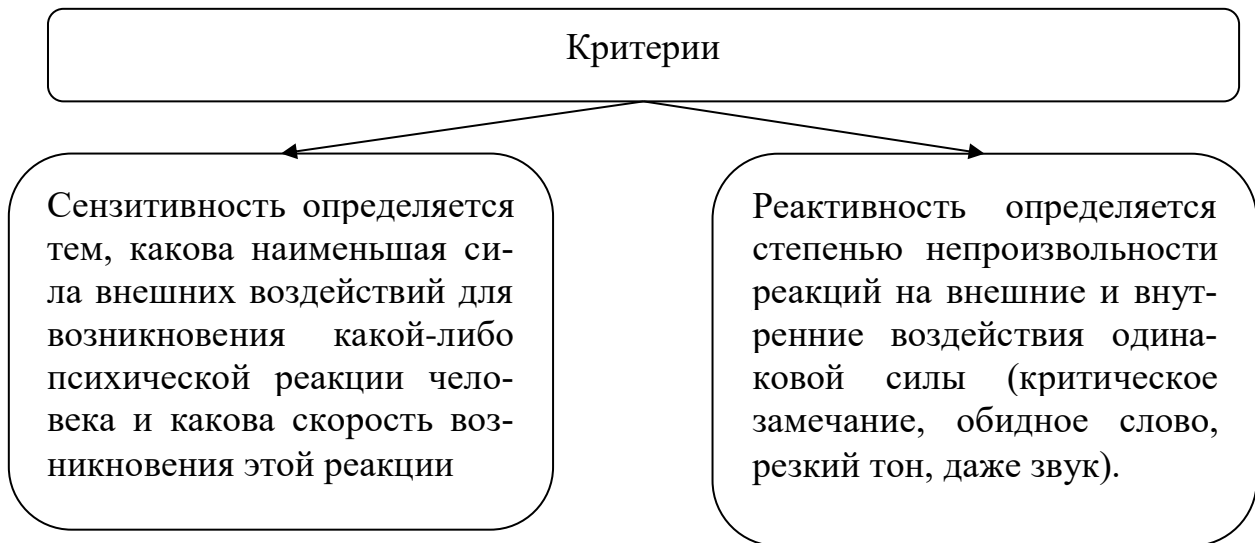 Критерии
Сензитивность определяется
тем, какова наименьшая си-
ла внешних воздействий для
возникновения какой-либо
психической реакции чело-
века и какова скорость воз-
никновения этой реакции
Реактивность определяется
степенью непроизвольности
реакций на внешние и внут-
ренние воздействия одина-
ковой силы (критическое
замечание, обидное слово,
резкий тон, даже звук).